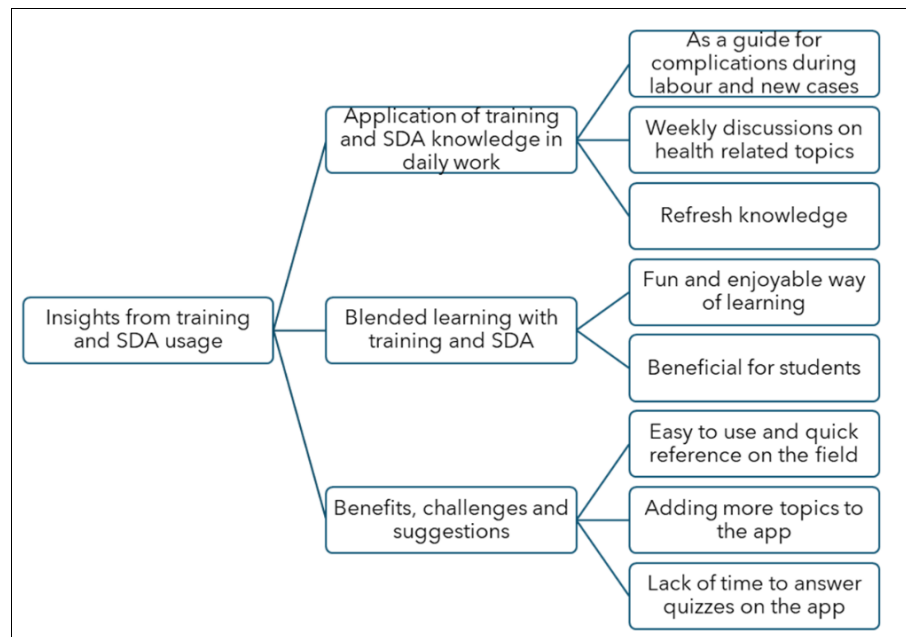 Insights from training
and SDA usage
Application of training
and SDA knowledge in
daily work
As a guide for
complications during
labour and new cases
Weekly discussions on
health related topics
Refresh knowledge
Blended learning with
training and SDA
Fun and enjoyable way
of learning
Beneficial for students
Benefits, challenges and
suggestions
Easy to use and quick
reference on the field
Adding more topics to
the app
Lack of time to answer
quizzes on the app